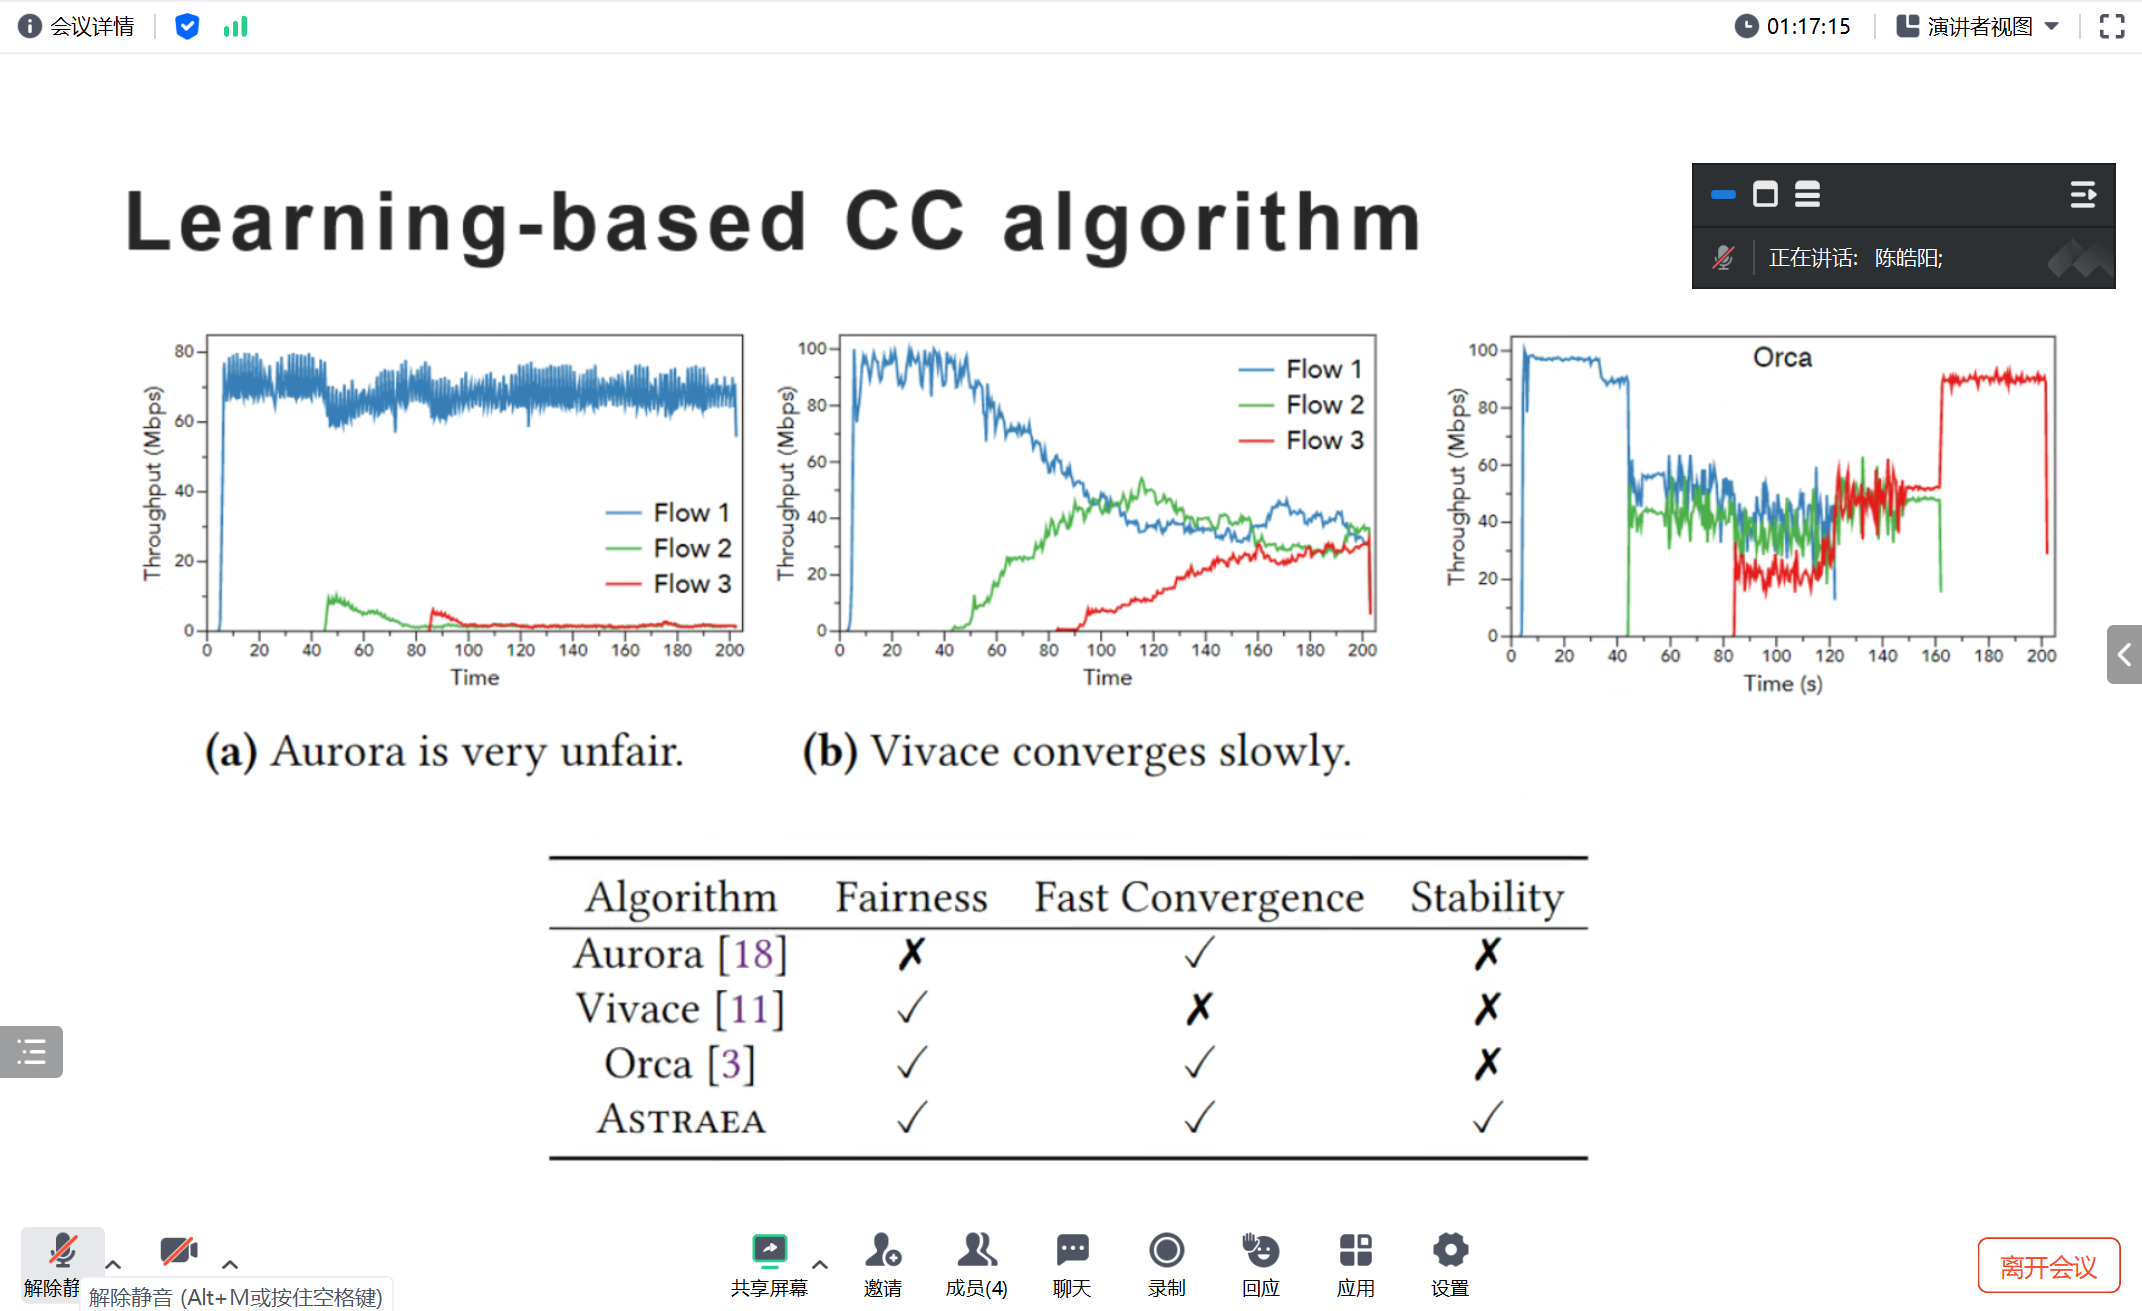 会议详情
01:17:15
演讲者视图
Learning-based CC algorithm
正在讲话: 陈皓阳;
Throughput (Mbps)
80
60
40
20
0
Flow 1
Flow 2
Flow 3
0 20 40 60 80 100 120 140 160 180 200
Time
(a) Aurora is very unfair.
Throughput (Mbps)
100
80
60
40
20
0
Flow 1
Flow 2
Flow 3
0 20 40 60 80 100 120 140 160 180 200
Time
(b) Vivace converges slowly.
Orca
Throughput (Mbps)
100
80
60
40
20
0
0 20 40 60 80 100 120 140 160 180 200
Time (s)
Algorithm Fairness Fast Convergence Stability
Aurora [18] ✗ ✓ ✗
Vivace [11] ✓ ✗ ✗
Orca [3] ✓ ✓ ✗
ASTRAEA ✓ ✓ ✓
解除静
解除静音 (Alt+M或按住空格键)
共享屏幕
邀请
成员(4)
聊天
录制
回应
应用
设置
离开会议